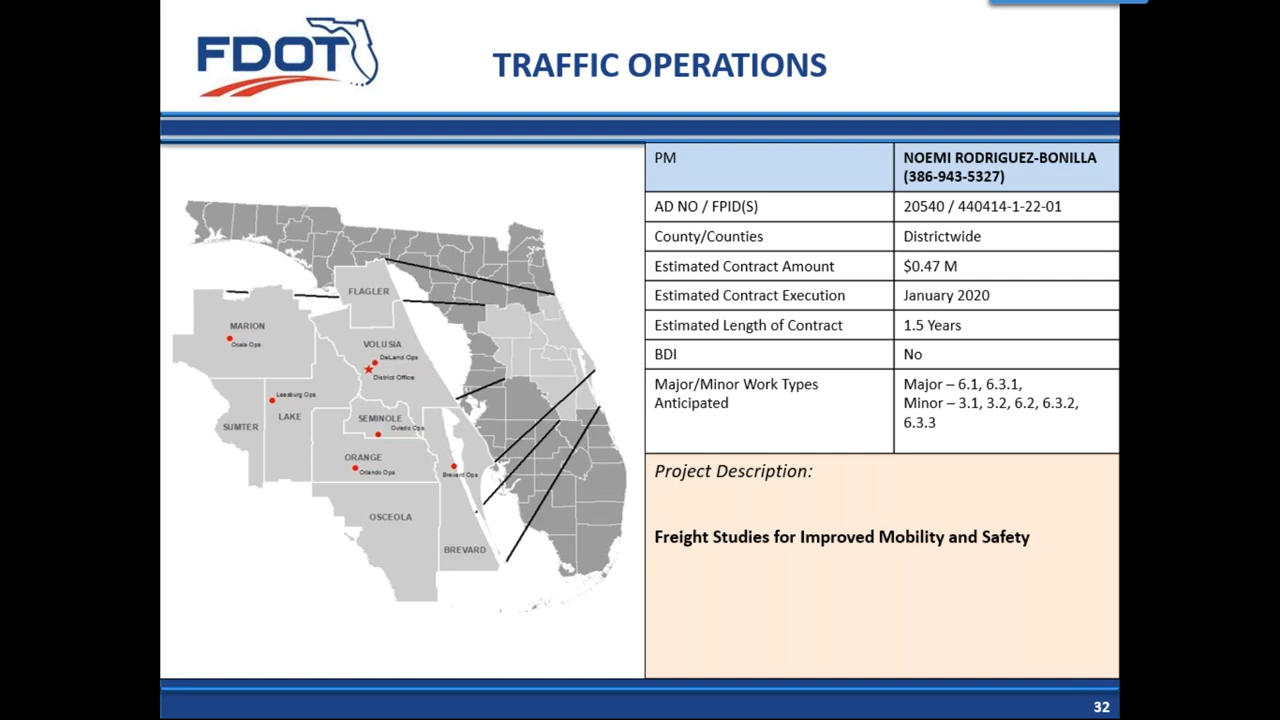 FDOT
TRAFFIC OPERATIONS
FLAGLER
MARION
Ocala Ops
VOLUSIA
DeLand Ops
District Office
Leesburg Ops
LAKE
SUMTER
SEMINOLE
Oviedo Ops
ORANGE
Orlando Ops
Brevard Ops
OSCEOLA
BREVARD
PM
NOEMI RODRIGUEZ-BONILLA
(386-943-5327)
AD NO / FPID(S)
20540 / 440414-1-22-01
County/Counties
Districtwide
Estimated Contract Amount
$0.47 M
Estimated Contract Execution
January 2020
Estimated Length of Contract
1.5 Years
BDI
No
Major/Minor Work Types
Anticipated
Major – 6.1, 6.3.1,
Minor – 3.1, 3.2, 6.2, 6.3.2,
6.3.3
Project Description:
Freight Studies for Improved Mobility and Safety
32